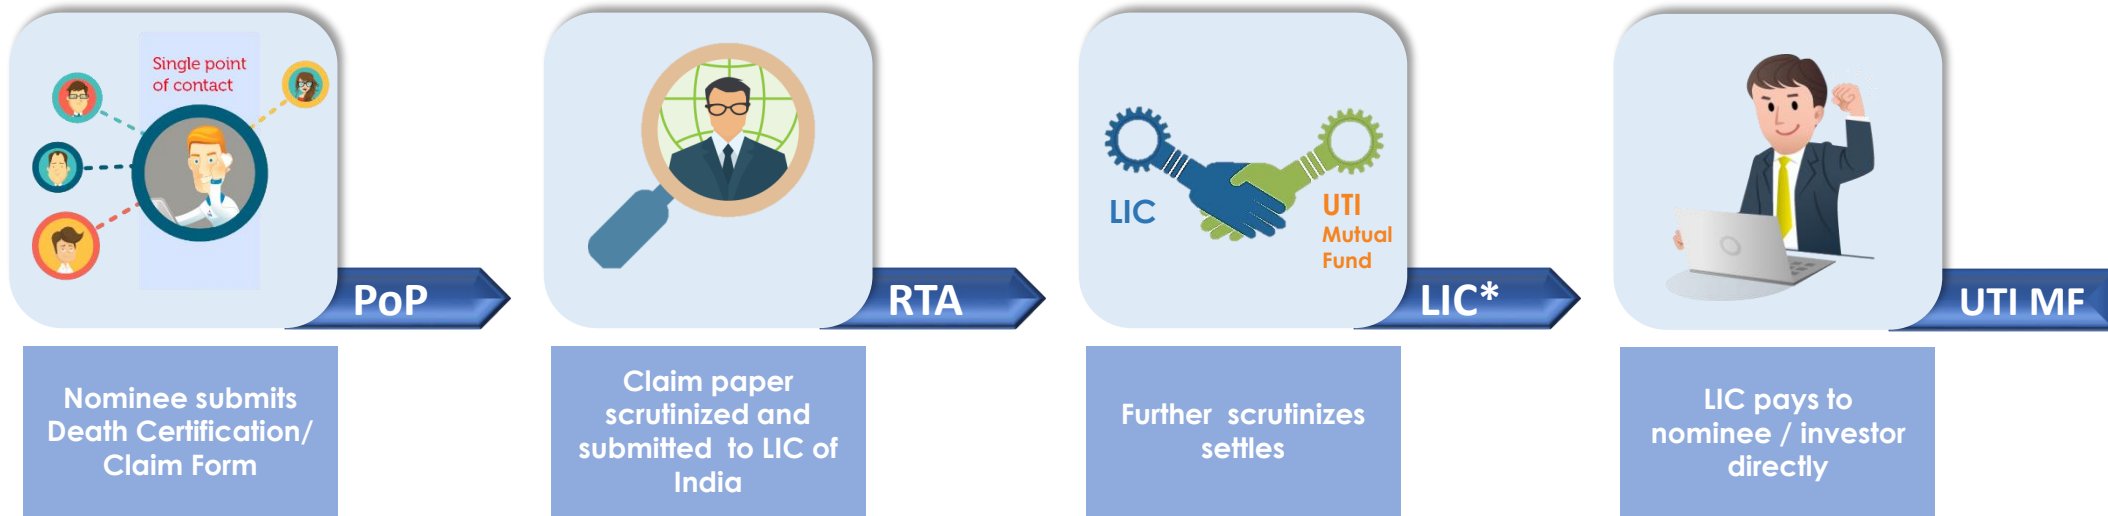 Single point
of contact
PoP
Nominee submits
Death Certification/
Claim Form
RTA
Claim paper
scrutinized and
submitted to LIC of
India
LIC
UTI
Mutual
Fund
LIC*
Further scrutinizes
settles
UTI MF
LIC pays to
nominee / investor
directly